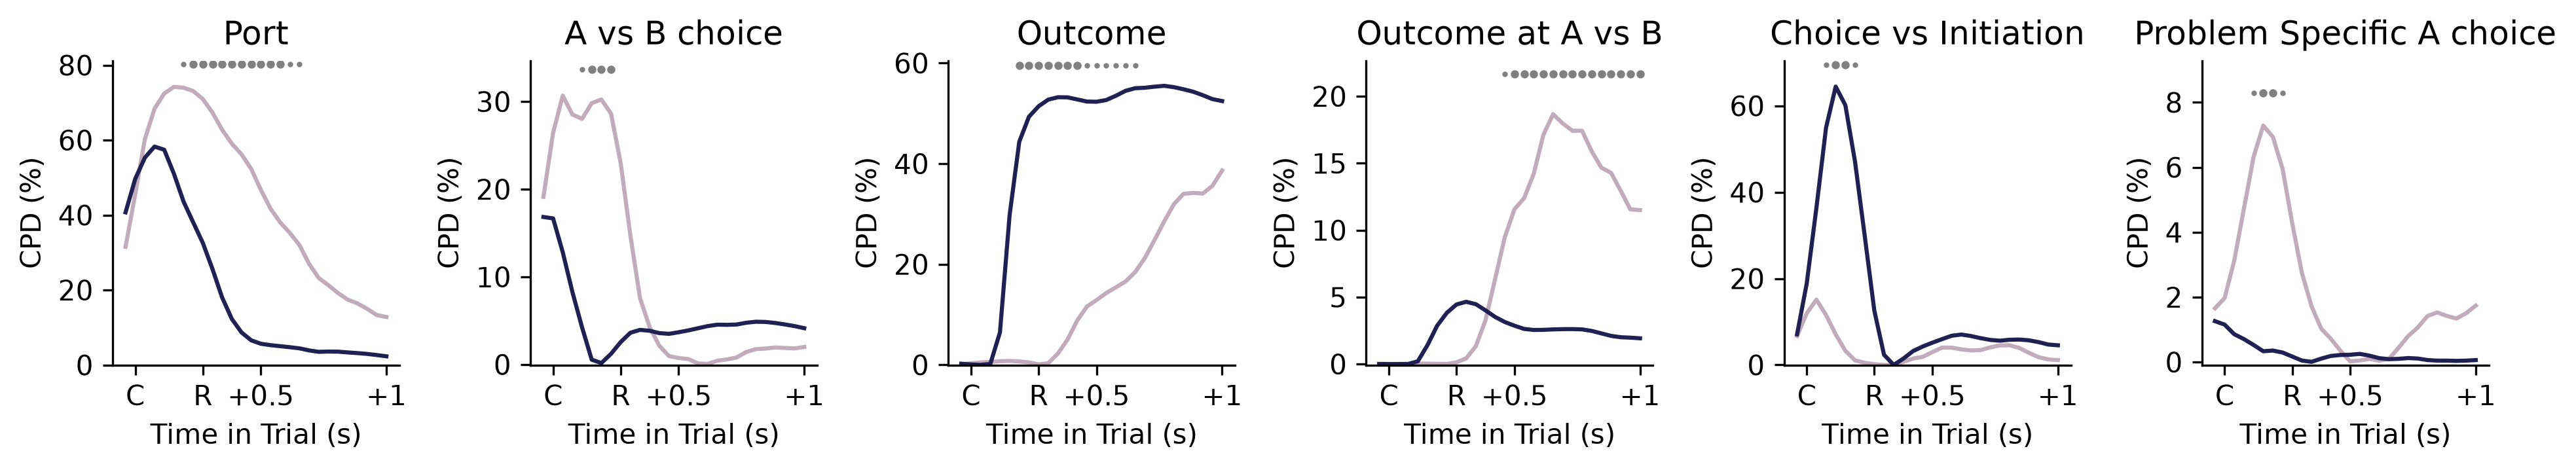 Port
80
60
40
20
0
CPD (%)
C R +0.5 +1
Time in Trial (s)
A vs B choice
30
20
10
0
CPD (%)
C R +0.5 +1
Time in Trial (s)
Outcome
60
40
20
0
CPD (%)
C R +0.5 +1
Time in Trial (s)
Outcome at A vs B
20
15
10
5
0
CPD (%)
C R +0.5 +1
Time in Trial (s)
Choice vs Initiation
60
40
20
0
CPD (%)
C R +0.5 +1
Time in Trial (s)
Problem Specific A choice
8
6
4
2
0
CPD (%)
C R +0.5 +1
Time in Trial (s)